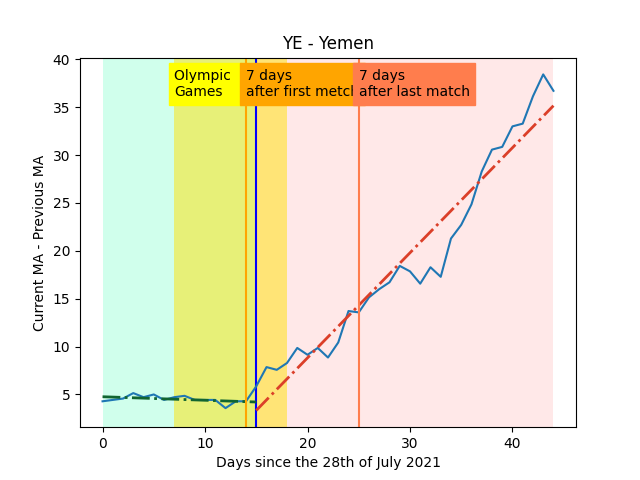 YE - Yemen
Olympic
Games
7 days
after first metch
7 days
after last match
Current MA - Previous MA
40
35
30
25
20
15
10
5
0
10
20
30
40
Days since the 28th of July 2021